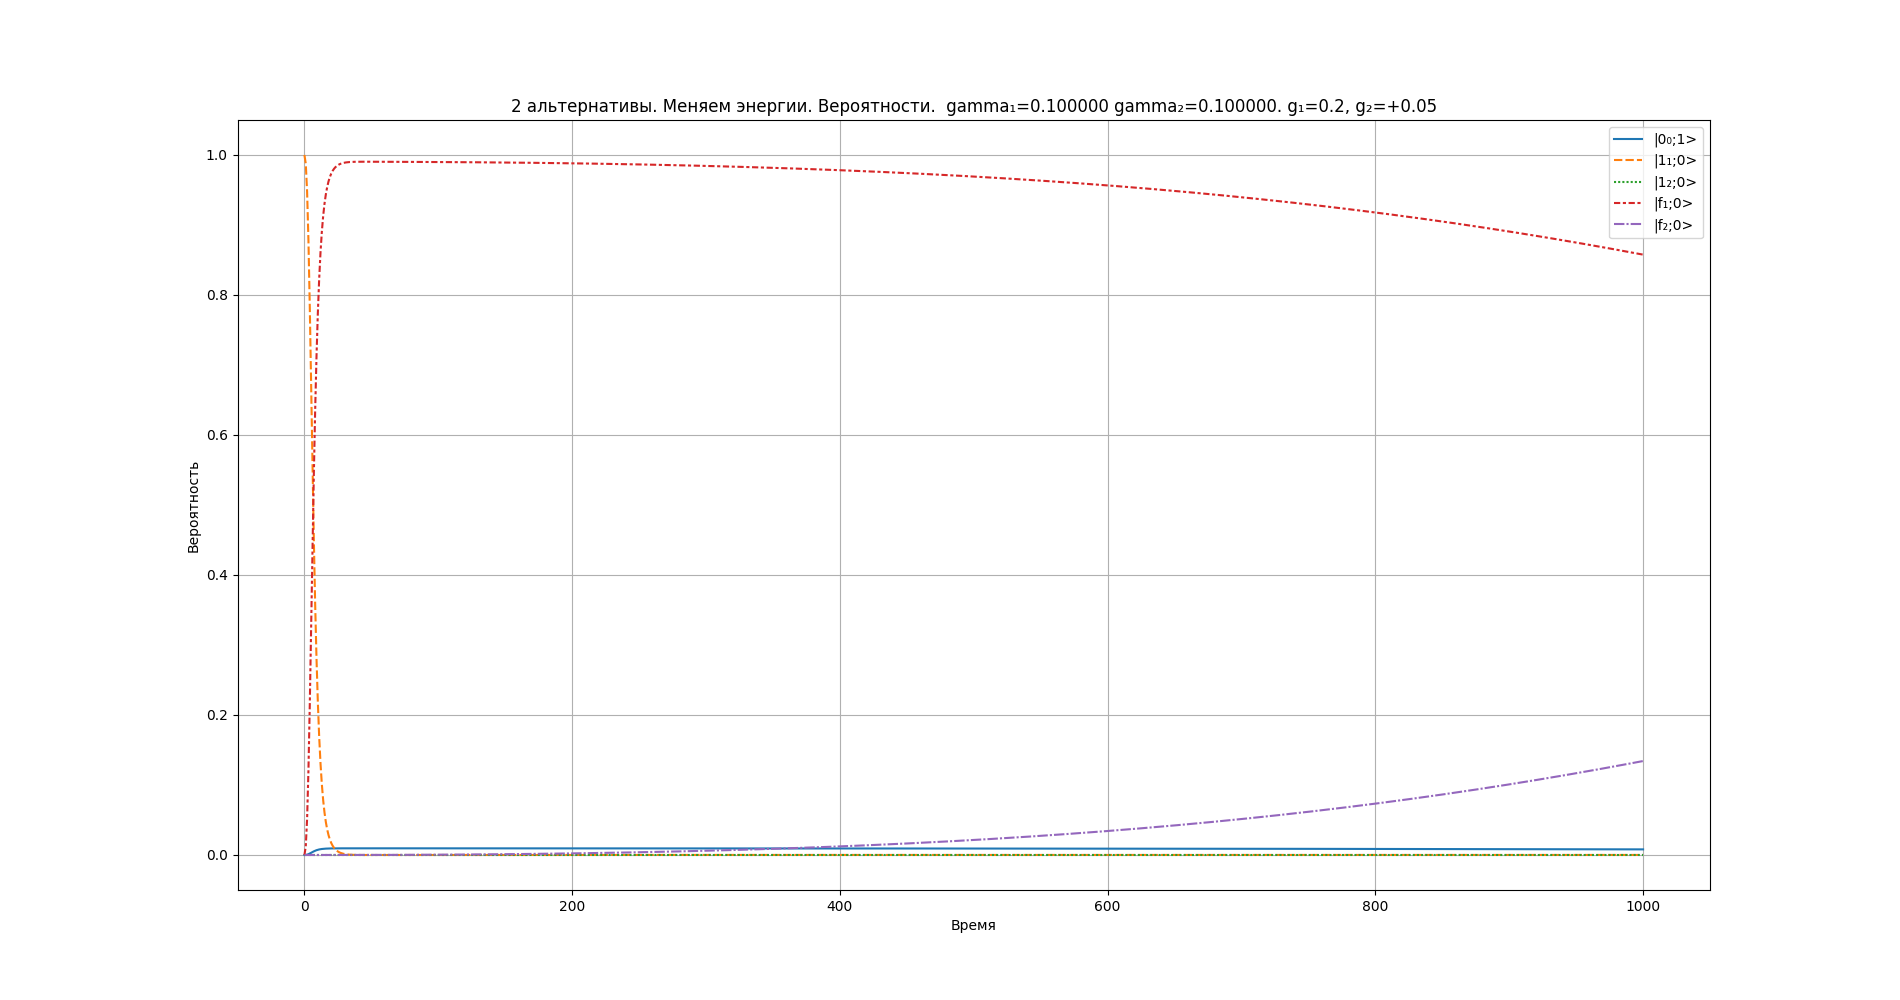 2 альтернативы. Меняем энергии. Вероятности.  gamma₁=0.100000 gamma₂=0.100000. g₁=0.2, g₂=+0.05
|0₀;1>
|1₁;0>
|1₂;0>
|f₁;0>
|f₂;0>
Вероятность
1.0
0.8
0.6
0.4
0.2
0.0
0 200 400 600 800 1000
Время